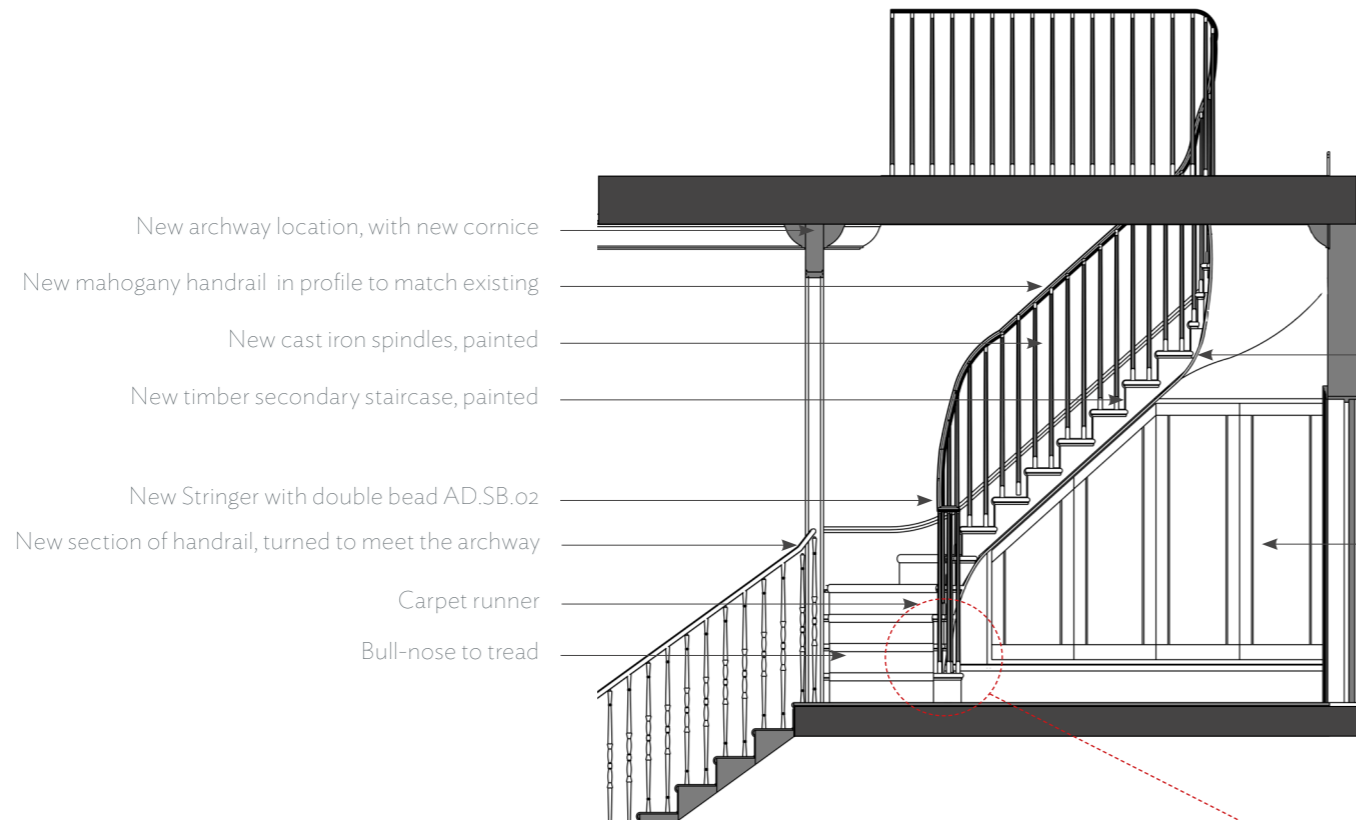 New archway location, with new cornice
New mahogany handrail in profile to match existing
New cast iron spindles, painted
New timber secondary staircase, painted
New Stringer with double bead AD.SB.02
New section of handrail, turned to meet the archway
Carpet runner
Bull-nose to tread